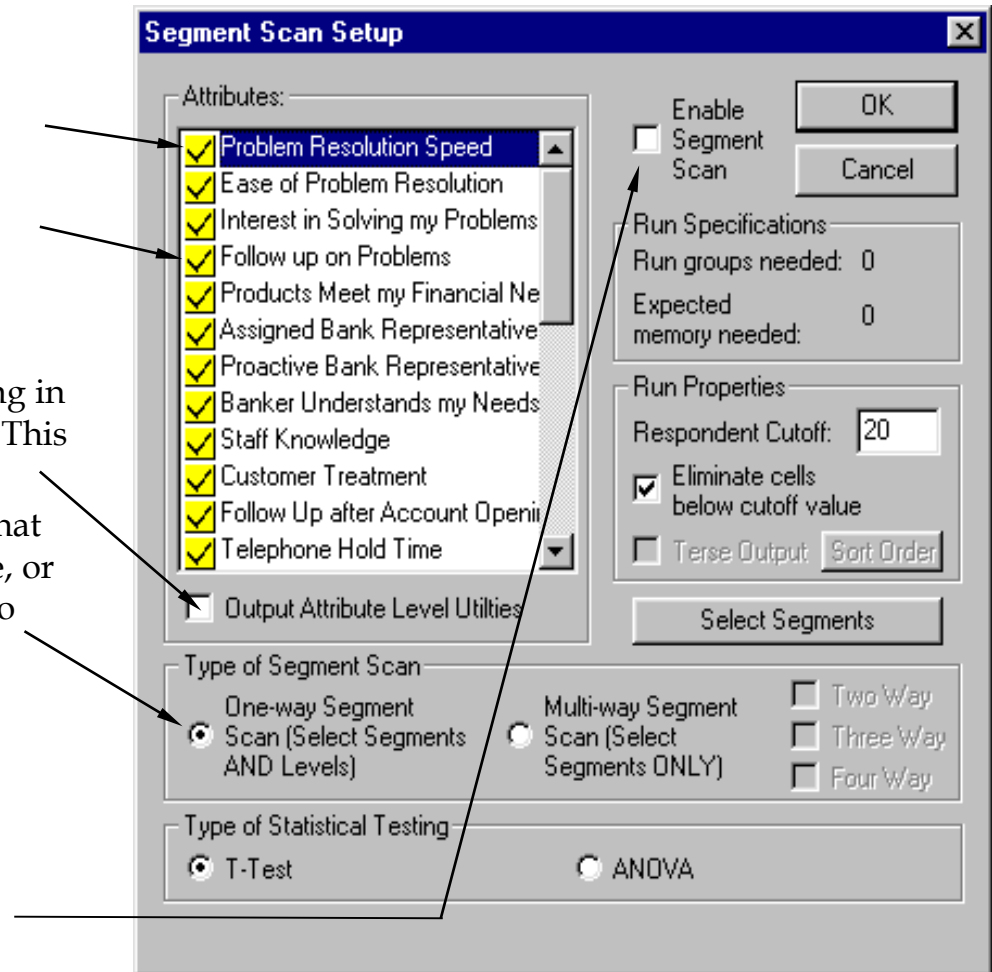 Segment Scan Setup
Attributes:
Problem Resolution Speed
Ease of Problem Resolution
Interest in Solving my Problems
Follow up on Problems
Products Meet my Financial Ne
Assigned Bank Representative
Proactive Bank Representative
Banker Understands my Needs
Staff Knowledge
Customer Treatment
Follow Up after Account Openi
Telephone Hold Time
Output Attribute Level Utilties
Enable
Segment
Scan
OK
Cancel
Run Specifications
Run groups needed: 0
Expected
memory needed: 0
Run Properties
Respondent Cutoff: 20
Eliminate cells
below cutoff value
Terse Output
Sort Order
Select Segments
Type of Segment Scan
One-way Segment
Scan (Select Segments
AND Levels)
Multi-way Segment
Scan (Select
Segments ONLY)
Two Way
Three Way
Four Way
Type of Statistical Testing
T-Test
ANOVA
ng in
This
hat
e, or
o